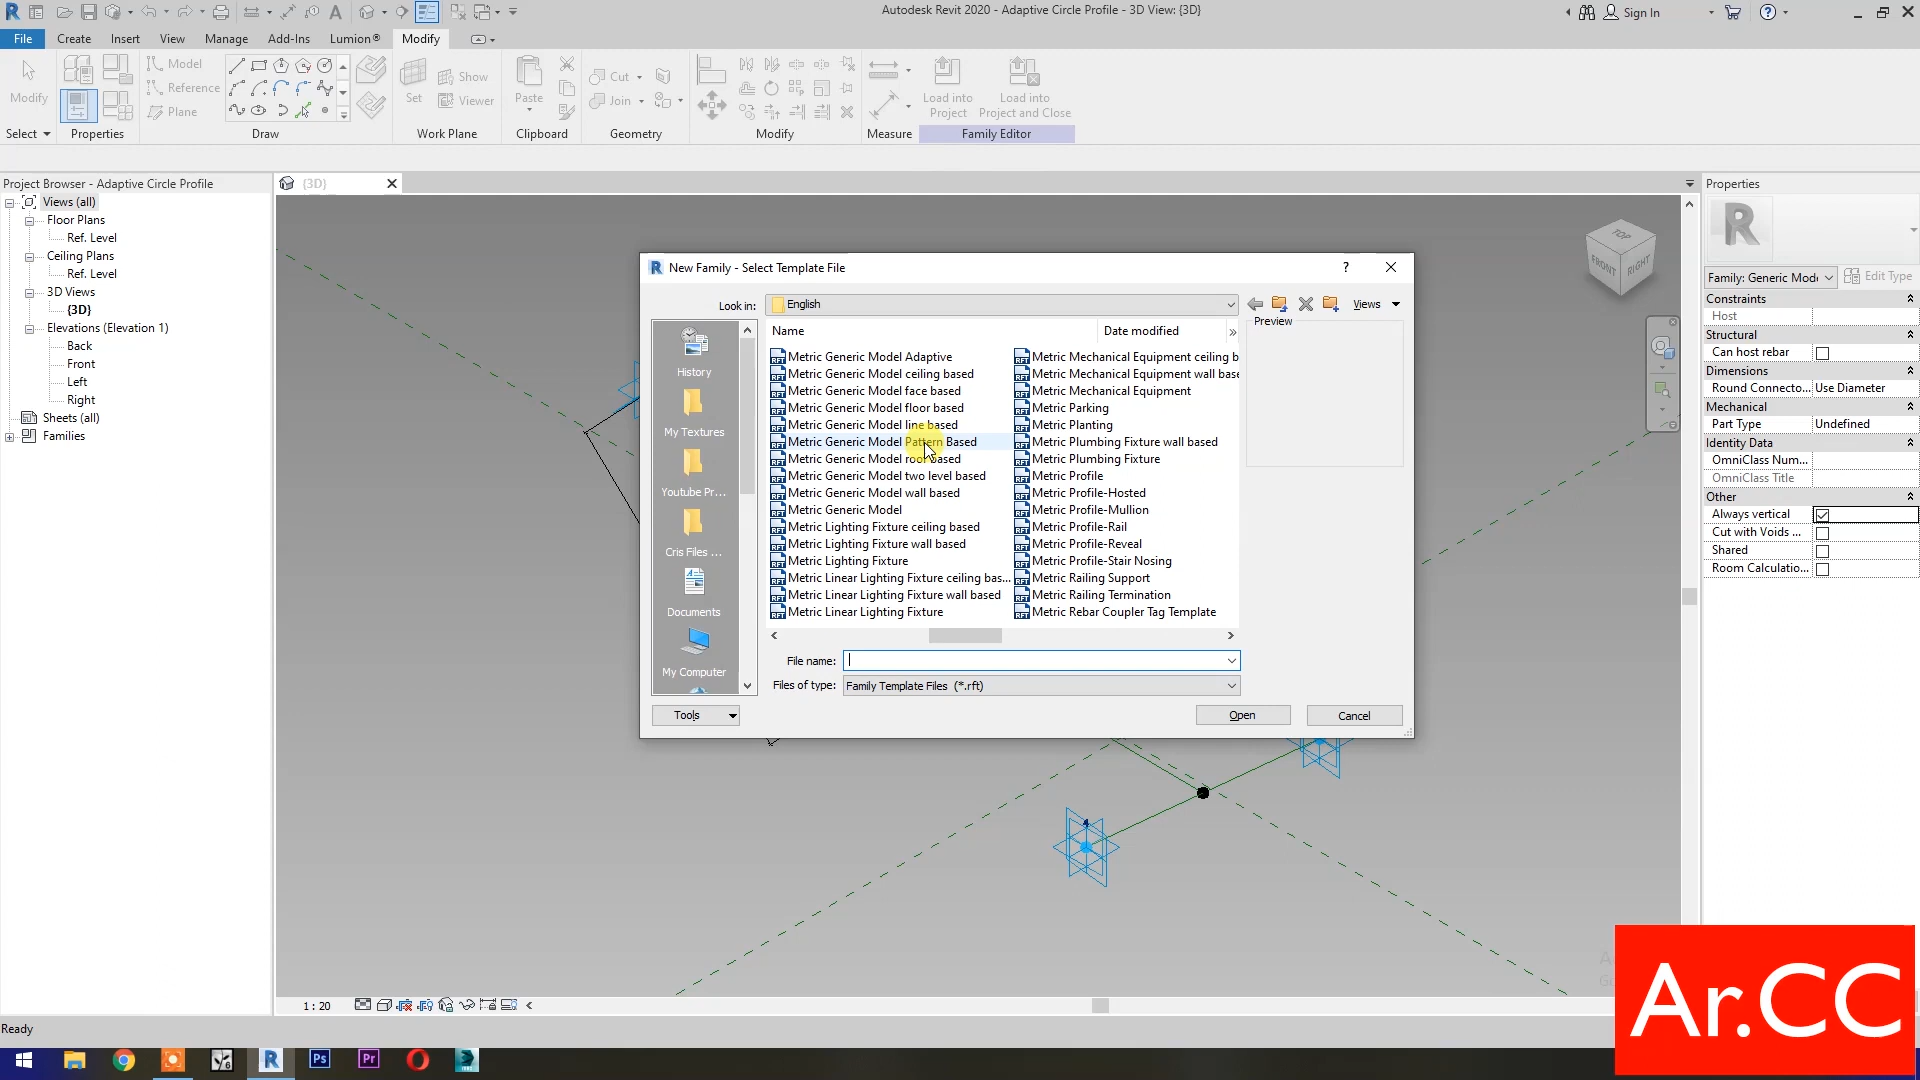 Autodesk Revit 2020 - Adaptive Circle Profile - 3D View: {3D}
Sign In
File Create Insert View Manage Add-Ins Lumion® Modify
Modify
Select
Properties
Model
Reference
Plane
Draw
Set
Show
Viewer
Work Plane
Paste
Clipboard
Cut
Join
Geometry
Modify
Measure
Load into
Project
Load into
Project and Close
Family Editor
Project Browser - Adaptive Circle Profile
Views (all)
Floor Plans
Ref. Level
Ceiling Plans
Ref. Level
3D Views
{3D}
Elevations (Elevation 1)
Back
Front
Left
Right
Sheets (all)
Families
{3D}
TOP
FRONT
RIGHT
New Family - Select Template File
Look in:
English
Views
Preview
Name
Date modified
History
My Textures
Youtube Pr...
Cris Files ...
Documents
My Computer
Metric Generic Model Adaptive
Metric Generic Model ceiling based
Metric Generic Model face based
Metric Generic Model floor based
Metric Generic Model line based
Metric Generic Model Pattern Based
Metric Generic Model roof based
Metric Generic Model two level based
Metric Generic Model wall based
Metric Generic Model
Metric Lighting Fixture ceiling based
Metric Lighting Fixture wall based
Metric Lighting Fixture
Metric Linear Lighting Fixture ceiling bas...
Metric Linear Lighting Fixture wall based
Metric Linear Lighting Fixture
Metric Mechanical Equipment ceiling b
Metric Mechanical Equipment wall base
Metric Mechanical Equipment
Metric Parking
Metric Planting
Metric Plumbing Fixture wall based
Metric Plumbing Fixture
Metric Profile
Metric Profile-Hosted
Metric Profile-Mullion
Metric Profile-Rail
Metric Profile-Reveal
Metric Profile-Stair Nosing
Metric Railing Support
Metric Railing Termination
Metric Rebar Coupler Tag Template
File name:
Files of type:
Family Template Files (*.rft)
Tools
Open
Cancel
4
Properties
Family: Generic Mode
Edit Type
Constraints
Host
Structural
Can host rebar
Dimensions
Round Connecto... Use Diameter
Mechanical
Part Type Undefined
Identity Data
OmniClass Num...
OmniClass Title
Other
Always vertical
Cut with Voids ...
Shared
Room Calculatio...
1 : 20
Ready
Ar.CC
Ps
Pr